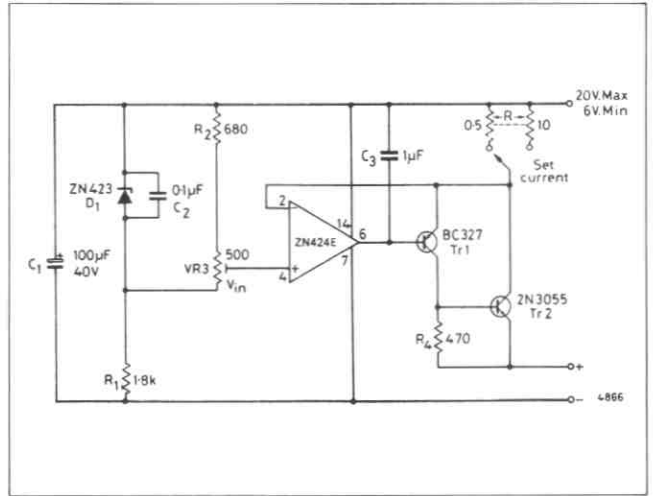 20V.Max
6V.Min
R2 680
0·5 R 10
C3 1μF
Set
current
ZN423
D1
0·1μF
C2
2
14
BC327
Tr1
C1 100μF
40V
500
VR3
Vin
ZN424E
6
4
7
2N3055
Tr2
R4 470
R1 1·8k
+
−
4866